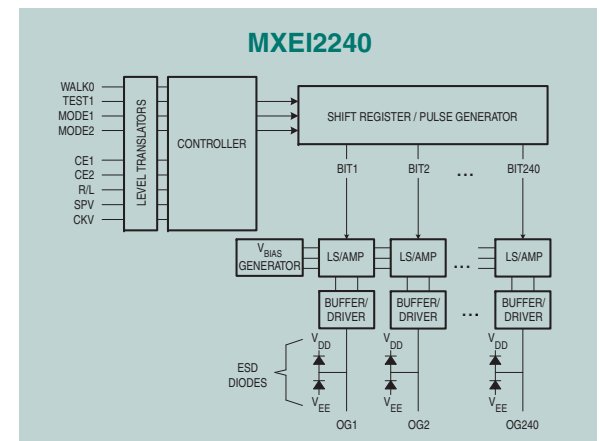 MXEI2240
WALK0
TEST1
MODE1
MODE2
CE1
CE2
R/L
SPV
CKV
LEVEL TRANSLATORS
CONTROLLER
SHIFT REGISTER / PULSE GENERATOR
BIT1
BIT2
...
BIT240
VBIAS
GENERATOR
LS/AMP
LS/AMP
...
LS/AMP
BUFFER/
DRIVER
BUFFER/
DRIVER
...
BUFFER/
DRIVER
ESD
DIODES
VDD
VDD
VDD
VEE
VEE
VEE
OG1
OG2
OG240